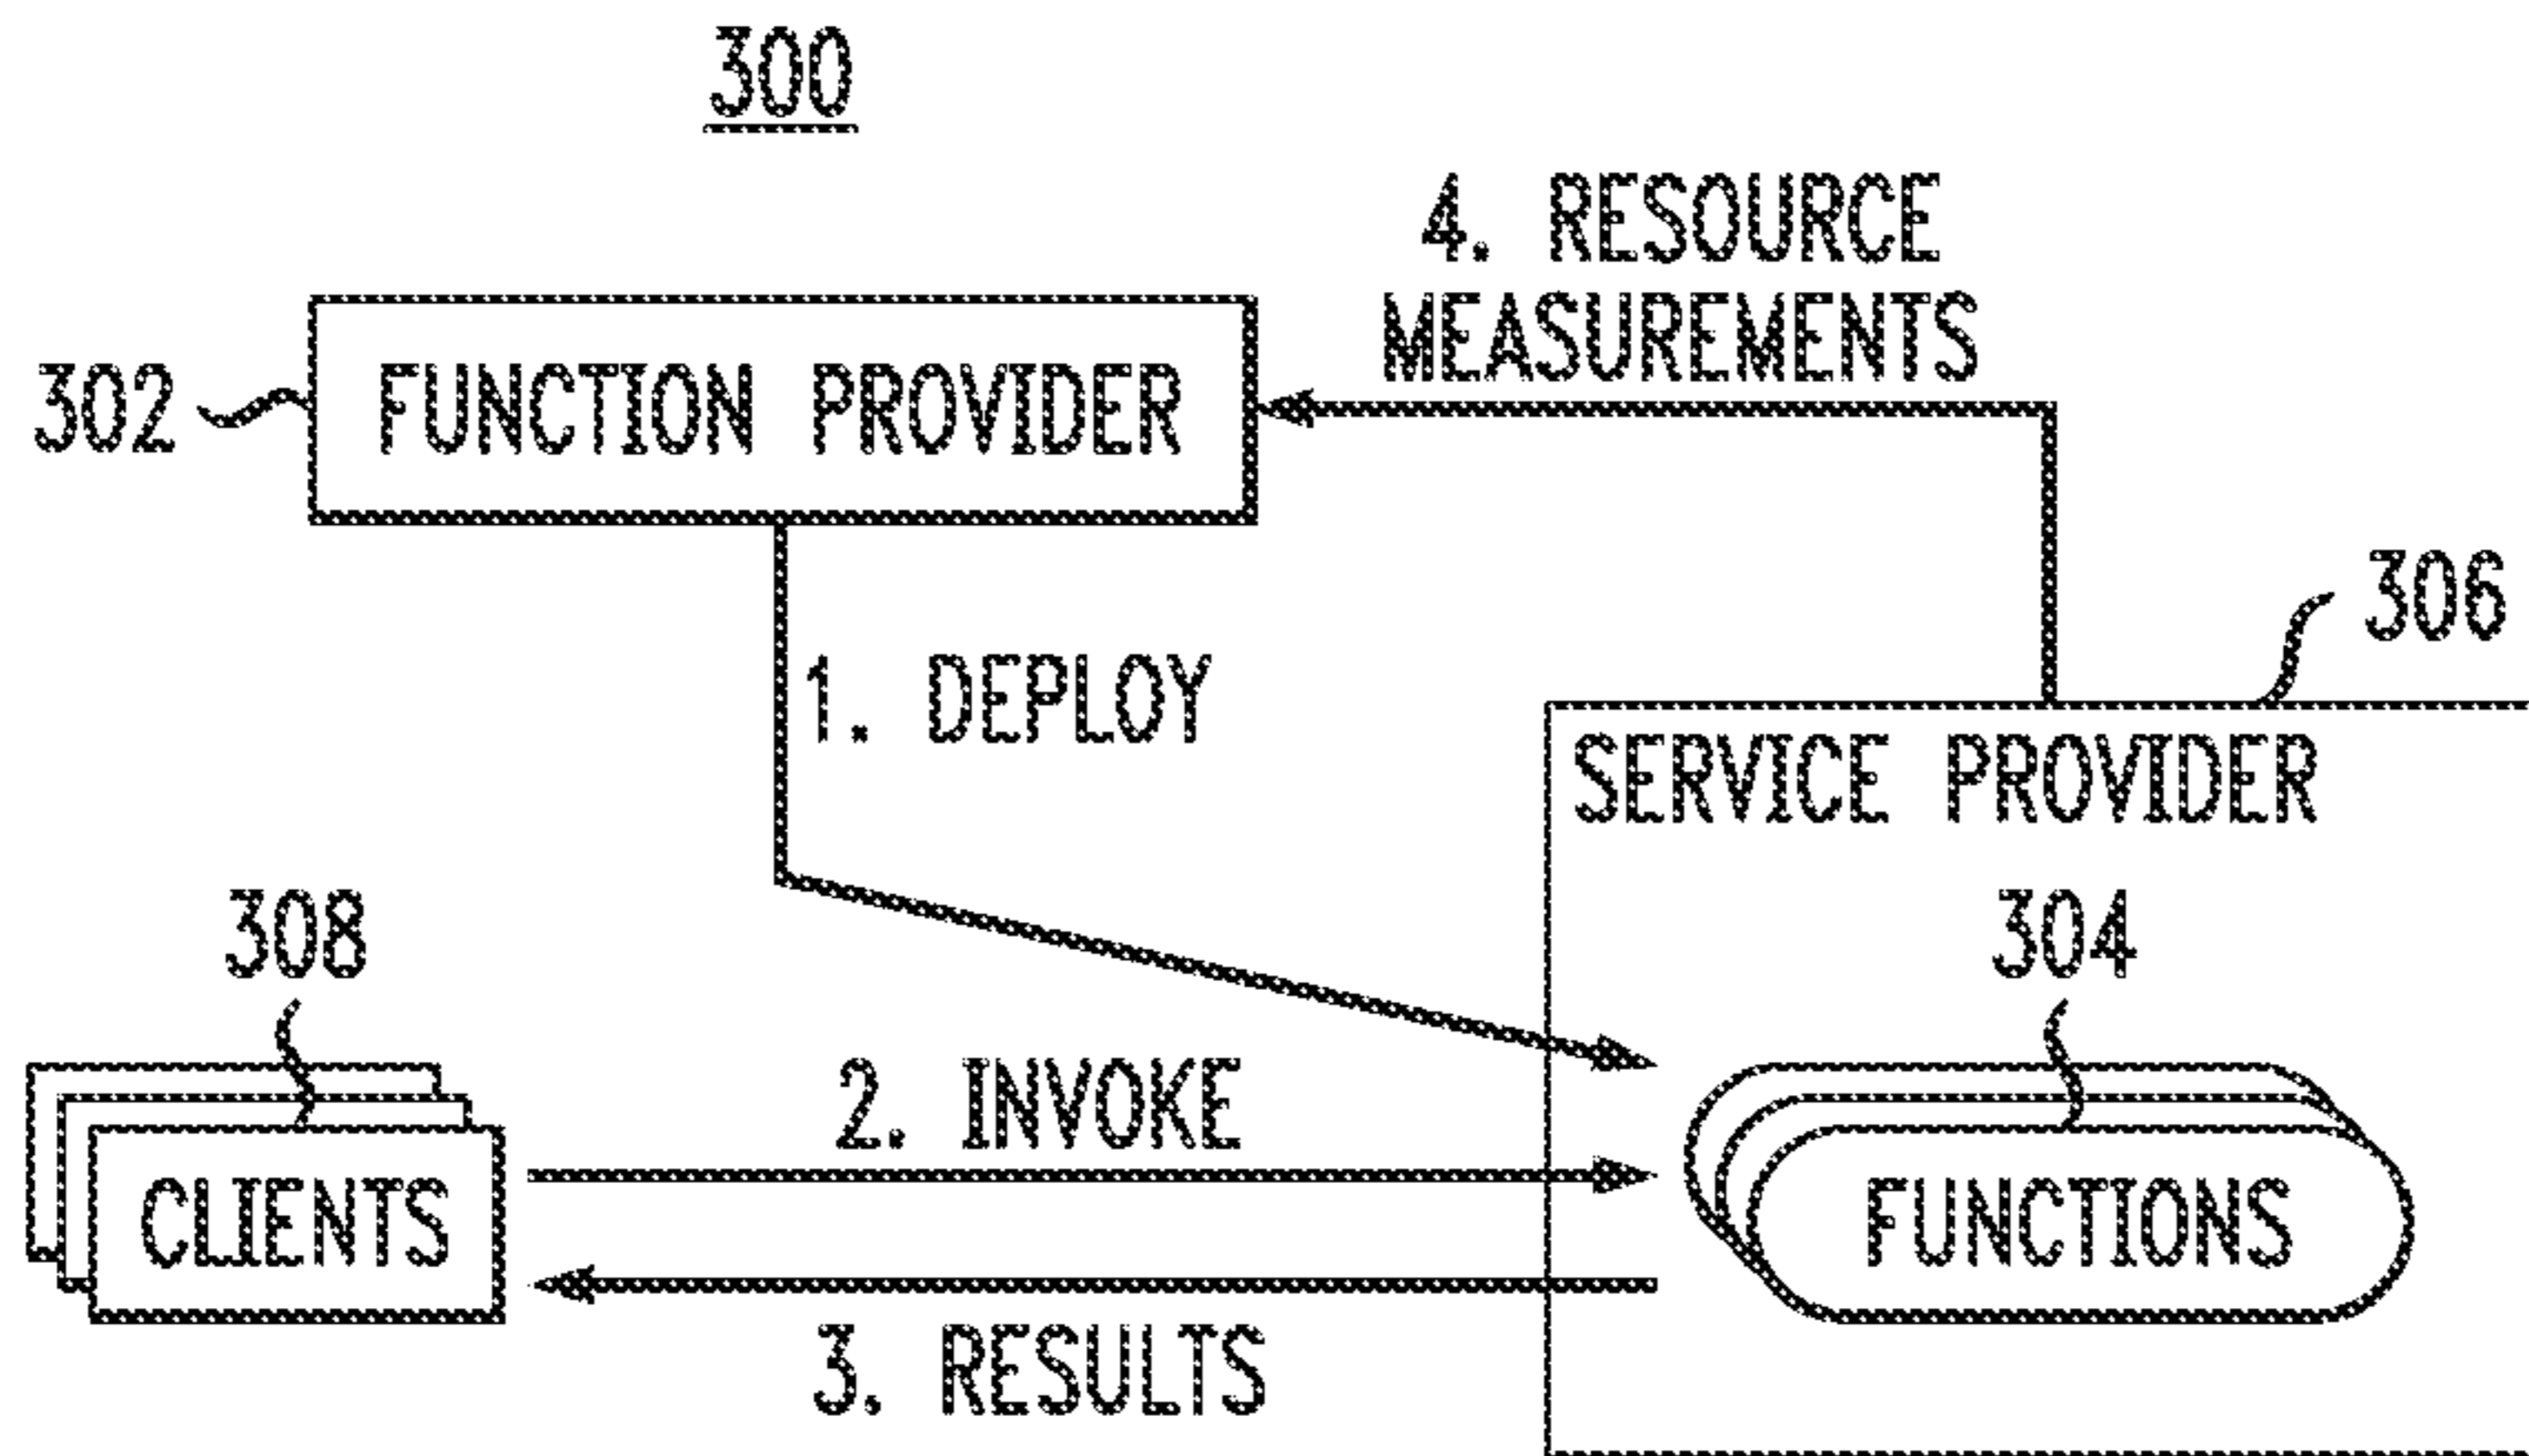 300
4. RESOURCE
MEASUREMENTS
302
FUNCTION PROVIDER
306
1. DEPLOY
SERVICE PROVIDER
308
304
2. INVOKE
CLIENTS
FUNCTIONS
3. RESULTS